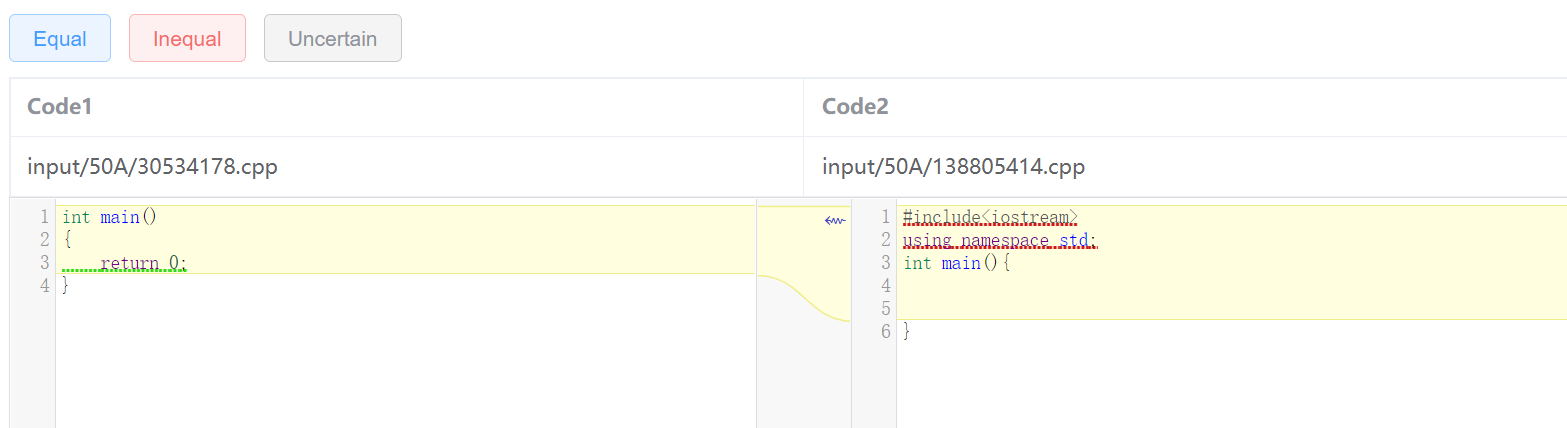 Equal Inequal Uncertain
Code1 Code2
input/50A/30534178.cpp input/50A/138805414.cpp
1 int main()
2 {
3     return 0;
4 }
1 #include<iostream>
2 using namespace std;
3 int main(){
4
5
6 }